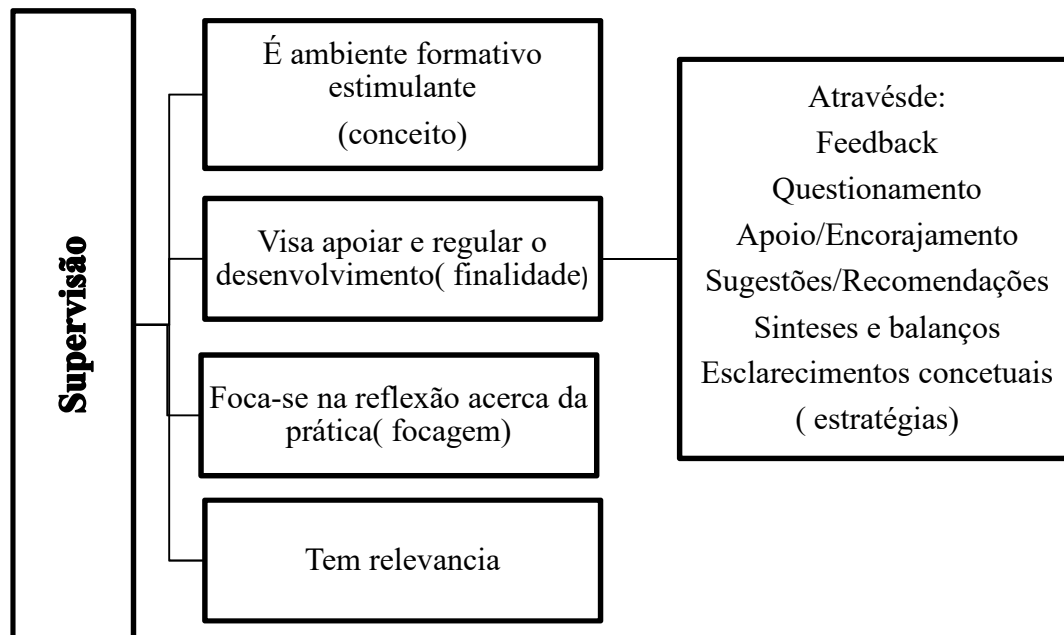 Supervisão
É ambiente formativo
estimulante
(conceito)
Visa apoiar e regular o
desenvolvimento( finalidade)
Foca-se na reflexão acerca da
prática( focagem)
Tem relevancia
Atravésde:
Feedback
Questionamento
Apoio/Encorajamento
Sugestões/Recomendações
Sinteses e balanços
Esclarecimentos concetuais
( estratégias)